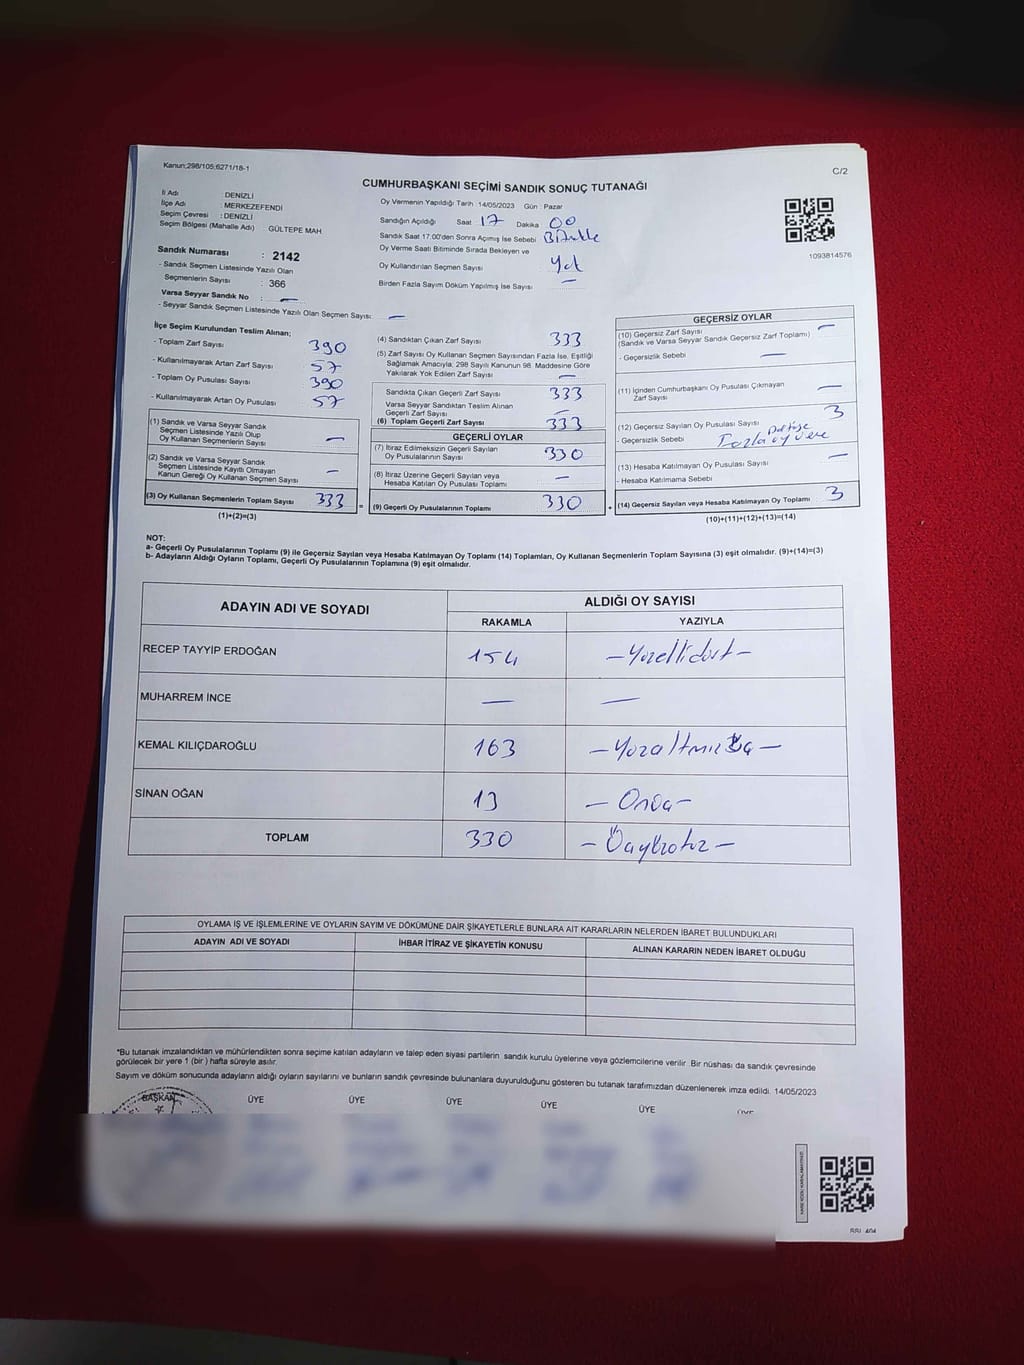 Kanun;298/105;6271/18-1
C/2
CUMHURBAŞKANI SEÇİMİ SANDIK SONUÇ TUTANAĞI
İl Adı DENİZLİ
İlçe Adı MERKEZEFENDİ
Seçim Çevresi : DENİZLİ
Seçim Bölgesi (Mahalle Adı) GÜLTEPE MAH
Sandık Numarası : 2142
- Sandık Seçmen Listesinde Yazılı Olan
Seçmenlerin Sayısı : 366
Varsa Seyyar Sandık No : —
- Seyyar Sandık Seçmen Listesinde Yazılı Olan Seçmen Sayısı: —
Oy Vermenin Yapıldığı Tarih : 14/05/2023 Gün : Pazar
Sandığın Açıldığı Saat 17 Dakika 00
Sandık Saat 17:00'den Sonra Açımış İse Sebebi
Oy Verme Saati Bitiminde Sırada Bekleyen ve
Oy Kullandırılan Seçmen Sayısı Yok
Birden Fazla Sayım Döküm Yapılmış İse Sayısı —
1093814576
İlçe Seçim Kurulundan Teslim Alınan;
- Toplam Zarf Sayısı 390
- Kullanılmayarak Artan Zarf Sayısı 57
- Toplam Oy Pusulası Sayısı 390
- Kullanılmayarak Artan Oy Pusulası 57
(1) Sandık ve Varsa Seyyar Sandık
Seçmen Listesinde Yazılı Olup
Oy Kullanan Seçmenlerin Sayısı —
(2) Sandık ve Varsa Seyyar Sandık
Seçmen Listesinde Kayıtlı Olmayan
Kanun Gereği Oy Kullanan Seçmen Sayısı —
(3) Oy Kullanan Seçmenlerin Toplam Sayısı 333 =
(1)+(2)=(3)
(4) Sandıktan Çıkan Zarf Sayısı 333
(5) Zarf Sayısı Oy Kullanan Seçmen Sayısından Fazla İse, Eşitliği
Sağlamak Amacıyla; 298 Sayılı Kanunun 98. Maddesine Göre
Yakılarak Yok Edilen Zarf Sayısı —
Sandıkta Çıkan Geçerli Zarf Sayısı 333
Varsa Seyyar Sandıktan Teslim Alınan
Geçerli Zarf Sayısı —
(6) Toplam Geçerli Zarf Sayısı 333
GEÇERLİ OYLAR
(7) İtiraz Edilmeksizin Geçerli Sayılan
Oy Pusulalarının Sayısı 330
(8) İtiraz Üzerine Geçerli Sayılan veya
Hesaba Katılan Oy Pusulası Toplamı —
(9) Geçerli Oy Pusulalarının Toplamı 330 +
GEÇERSİZ OYLAR
(10) Geçersiz Zarf Sayısı —
(Sandık ve Varsa Seyyar Sandık Geçersiz Zarf Toplamı)
- Geçersizlik Sebebi —
(11) İçinden Cumhurbaşkanı Oy Pusulası Çıkmayan
Zarf Sayısı —
(12) Geçersiz Sayılan Oy Pusulası Sayısı 3
- Geçersizlik Sebebi Fazla oy
(13) Hesaba Katılmayan Oy Pusulası Sayısı —
- Hesaba Katılmama Sebebi
(14) Geçersiz Sayılan veya Hesaba Katılmayan Oy Toplamı 3
(10)+(11)+(12)+(13)=(14)
NOT:
a- Geçerli Oy Pusulalarının Toplamı (9) ile Geçersiz Sayılan veya Hesaba Katılmayan Oy Toplamı (14) Toplamları, Oy Kullanan Seçmenlerin Toplam Sayısına (3) eşit olmalıdır. (9)+(14)=(3)
b- Adayların Aldığı Oyların Toplamı, Geçerli Oy Pusulalarının Toplamına (9) eşit olmalıdır.
ADAYIN ADI VE SOYADI ALDIĞI OY SAYISI
RAKAMLA YAZIYLA
RECEP TAYYİP ERDOĞAN 154 — Yüzellidört —
MUHARREM İNCE — —
KEMAL KILIÇDAROĞLU 163 — Yüzaltmışüç —
SİNAN OĞAN 13 — Onüç —
TOPLAM 330 — Üçyüzotuz —
OYLAMA İŞ VE İŞLEMLERİNE VE OYLARIN SAYIM VE DÖKÜMÜNE DAİR ŞİKAYETLERLE BUNLARA AİT KARARLARIN NELERDEN İBARET BULUNDUKLARI
ADAYIN ADI VE SOYADI İHBAR İTİRAZ VE ŞİKAYETİN KONUSU ALINAN KARARIN NEDEN İBARET OLDUĞU
*Bu tutanak imzalandıktan ve mühürlendikten sonra seçime katılan adayların ve talep eden siyasi partilerin sandık kurulu üyelerine veya gözlemcilerine verilir. Bir nüshası da sandık çevresinde
görülecek bir yere 1 (bir ) hafta süreyle asılır.
Sayım ve döküm sonucunda adayların aldığı oyların sayılarını ve bunların sandık çevresinde bulunanlara duyurulduğunu gösteren bu tutanak tarafımızdan düzenlenerek imza edildi. 14/05/2023
BAŞKAN ÜYE ÜYE ÜYE ÜYE ÜYE ÜYE